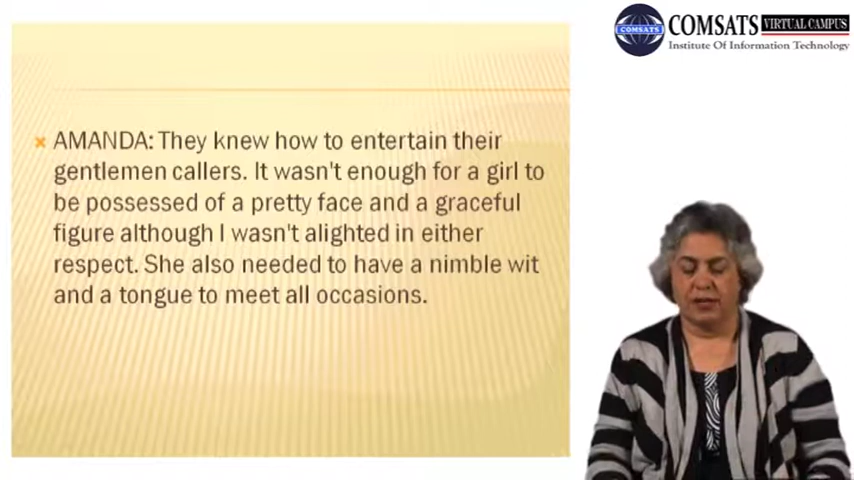 COMSATS VIRTUAL CAMPUS
COMSATS Institute Of Information Technology
AMANDA: They knew how to entertain their
gentlemen callers. It wasn't enough for a girl to
be possessed of a pretty face and a graceful
figure although I wasn't alighted in either
respect. She also needed to have a nimble wit
and a tongue to meet all occasions.